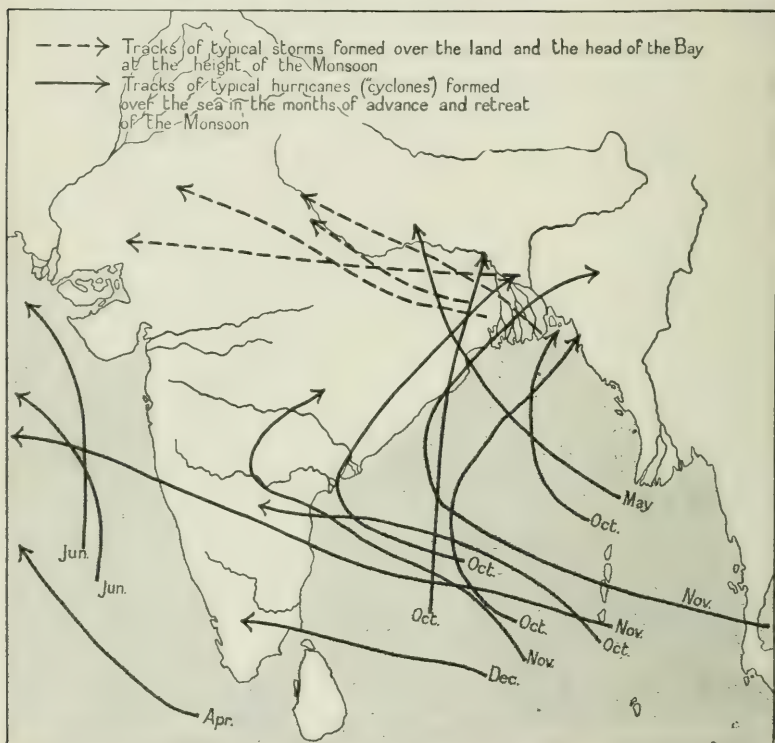 Tracks of typical storms formed over the land and the head of the Bay
at the height of the Monsoon
Tracks of typical hurricanes ("cyclones") formed
over the sea in the months of advance and retreat
of the Monsoon
May
Oct.
Jun.
Jun.
Oct.
Nov.
Oct.
Oct.
Nov.
Oct.
Nov.
Dec.
Apr.